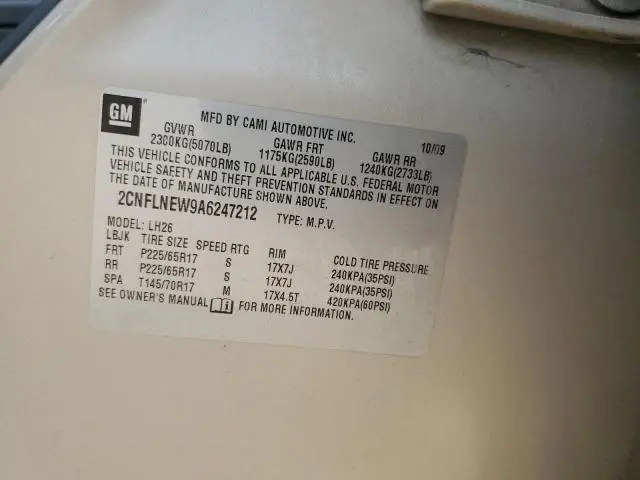 GM
MFD BY CAMI AUTOMOTIVE INC. 10/09
GVWR GAWR FRT GAWR RR
2300KG(5070LB) 1175KG(2590LB) 1240KG(2733LB)
THIS VEHICLE CONFORMS TO ALL APPLICABLE U.S. FEDERAL MOTOR
VEHICLE SAFETY AND THEFT PREVENTION STANDARDS IN EFFECT ON
THE DATE OF MANUFACTURE SHOWN ABOVE.
2CNFLNEW9A6247212 TYPE: M.P.V.
MODEL: LH26
LBJK TIRE SIZE SPEED RTG RIM COLD TIRE PRESSURE
FRT P225/65R17 S 17X7J 240KPA(35PSI)
RR P225/65R17 S 17X7J 240KPA(35PSI)
SPA T145/70R17 M 17X4.5T 420KPA(60PSI)
SEE OWNER'S MANUAL FOR MORE INFORMATION.